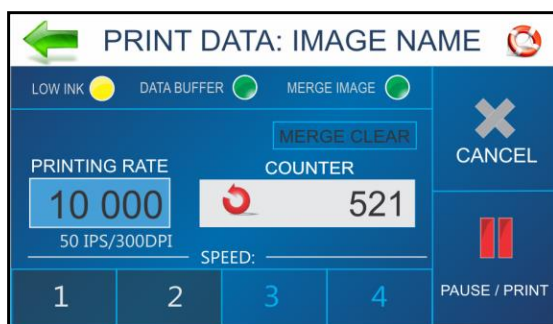 PRINT DATA: IMAGE NAME
LOW INK DATA BUFFER MERGE IMAGE
MERGE CLEAR
PRINTING RATE COUNTER
10 000 521
50 IPS/300DPI
SPEED:
1 2 3 4
CANCEL
PAUSE / PRINT